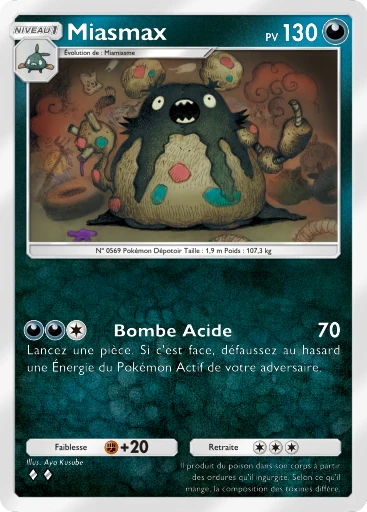 NIVEAU 1
Miasmax
PV 130
Évolution de : Miamiasme
N° 0569 Pokémon Dépotoir Taille : 1,9 m Poids : 107,3 kg
Bombe Acide 70
Lancez une pièce. Si c'est face, défaussez au hasard
une Énergie du Pokémon Actif de votre adversaire.
Faiblesse +20
Retraite
Illus. Aya Kusube
Il produit du poison dans son corps à partir
des ordures qu'il ingurgite. Selon ce qu'il
mange, la composition des toxines diffère.